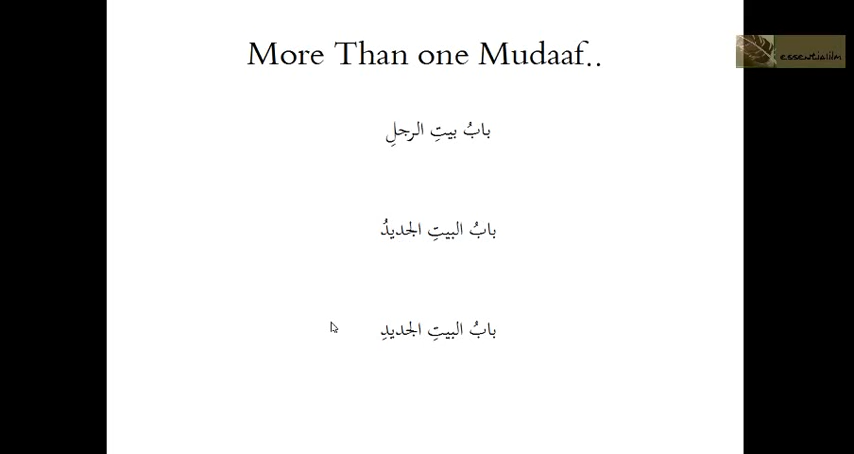 More Than one Mudaaf..
essentialilm
بابُ بيتِ الرجلِ
بابُ البيتِ الجديدُ
بابُ البيتِ الجديدِ